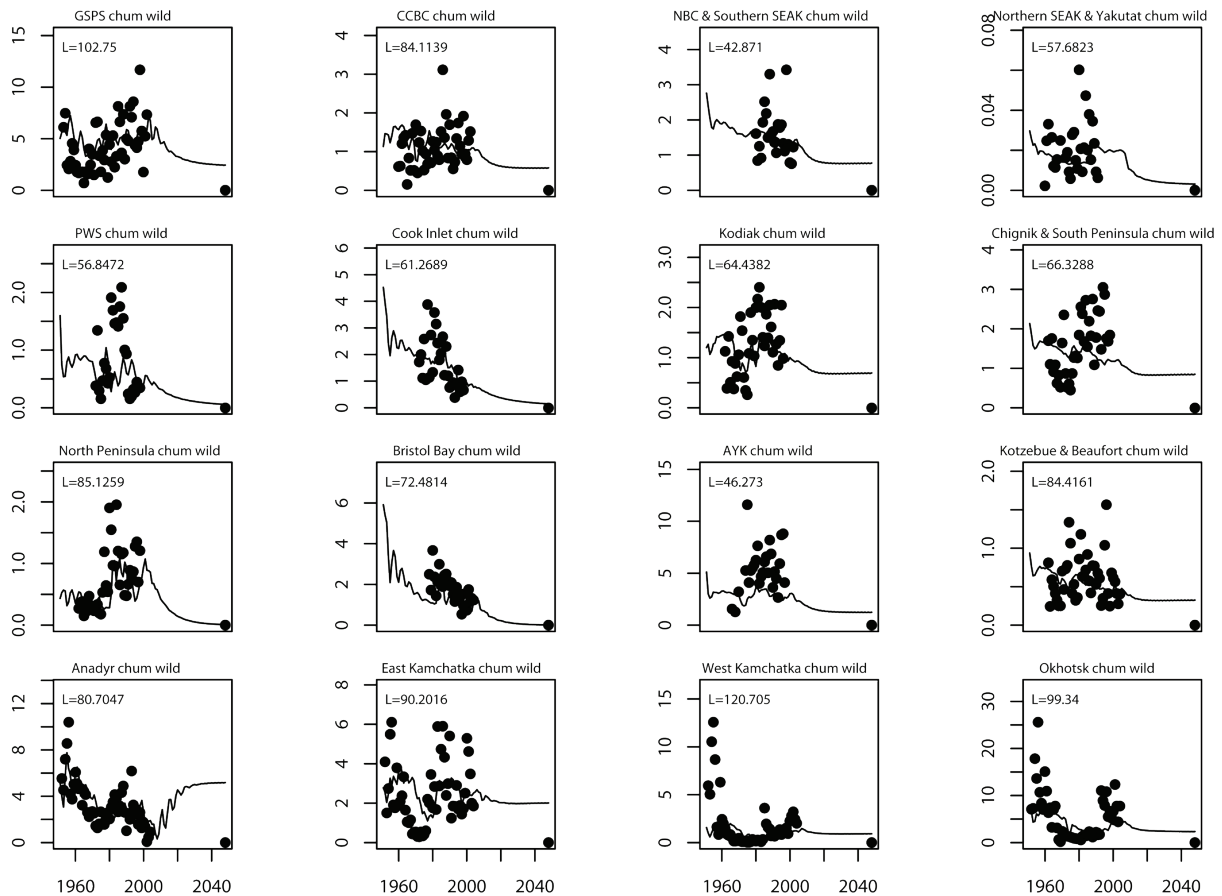 GSPS chum wild
CCBC chum wild
NBC & Southern SEAK chum wild
Northern SEAK & Yakutat chum wild
L=102.75
L=84.1139
L=42.871
L=57.6823
0 5 10 15
0 1 2 3 4
0 1 2 3 4
0.00 0.04 0.08
PWS chum wild
Cook Inlet chum wild
Kodiak chum wild
Chignik & South Peninsula chum wild
L=56.8472
L=61.2689
L=64.4382
L=66.3288
0.0 1.0 2.0
0 1 2 3 4 5 6
0.0 1.0 2.0 3.0
0 1 2 3 4
North Peninsula chum wild
Bristol Bay chum wild
AYK chum wild
Kotzebue & Beaufort chum wild
L=85.1259
L=72.4814
L=46.273
L=84.4161
0.0 1.0 2.0
0 2 4 6
0 5 10 15
0.0 1.0 2.0
Anadyr chum wild
East Kamchatka chum wild
West Kamchatka chum wild
Okhotsk chum wild
L=80.7047
L=90.2016
L=120.705
L=99.34
0 4 8 12
0 2 4 6 8
0 5 10 15
0 10 20 30
1960 2000 2040
1960 2000 2040
1960 2000 2040
1960 2000 2040